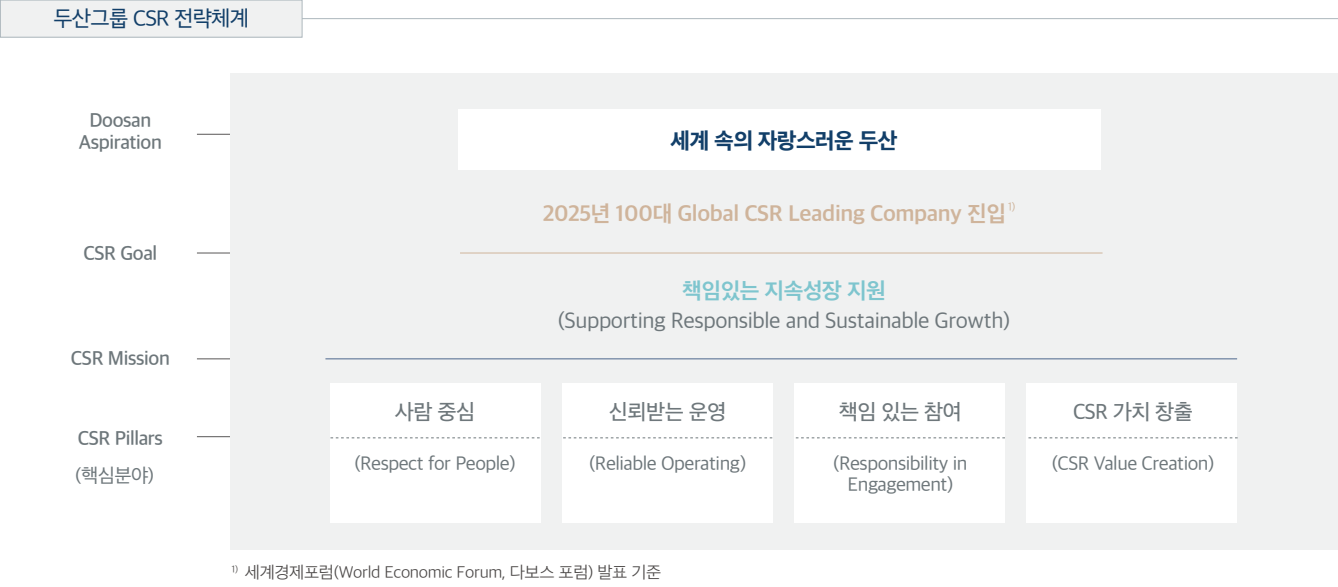 두산그룹 CSR 전략체계
Doosan
Aspiration
세계 속의 자랑스러운 두산
2025년 100대 Global CSR Leading Company 진입 1)
CSR Goal
책임있는 지속성장 지원
(Supporting Responsible and Sustainable Growth)
CSR Mission
CSR Pillars
(핵심분야)
사람 중심
(Respect for People)
신뢰받는 운영
(Reliable Operating)
책임 있는 참여
(Responsibility in
Engagement)
CSR 가치 창출
(CSR Value Creation)
1) 세계경제포럼(World Economic Forum, 다보스 포럼) 발표 기준